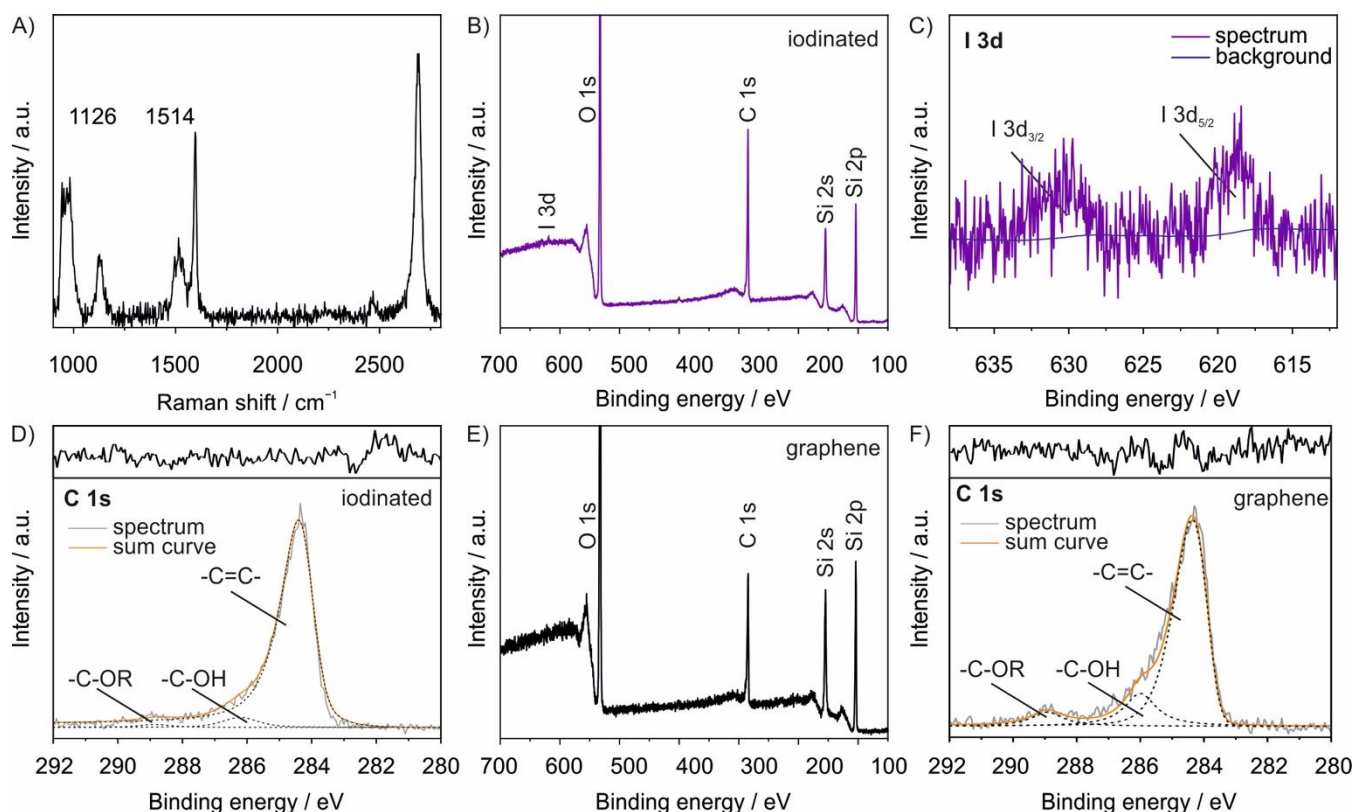 A)
1126
1514
Intensity / a.u.
1000
1500
2000
2500
Raman shift / cm⁻¹
B)
iodinated
O 1s
C 1s
Si 2s
Si 2p
I 3d
Intensity / a.u.
700
600
500
400
300
200
100
Binding energy / eV
C)
I 3d
spectrum
background
I 3d₃/₂
I 3d₅/₂
Intensity / a.u.
635
630
625
620
615
Binding energy / eV
D)
C 1s
iodinated
spectrum
sum curve
-C=C-
-C-OR
-C-OH
Intensity / a.u.
292
290
288
286
284
282
280
Binding energy / eV
E)
graphene
O 1s
C 1s
Si 2s
Si 2p
Intensity / a.u.
700
600
500
400
300
200
100
Binding energy / eV
F)
C 1s
graphene
spectrum
sum curve
-C=C-
-C-OR
-C-OH
Intensity / a.u.
292
290
288
286
284
282
280
Binding energy / eV